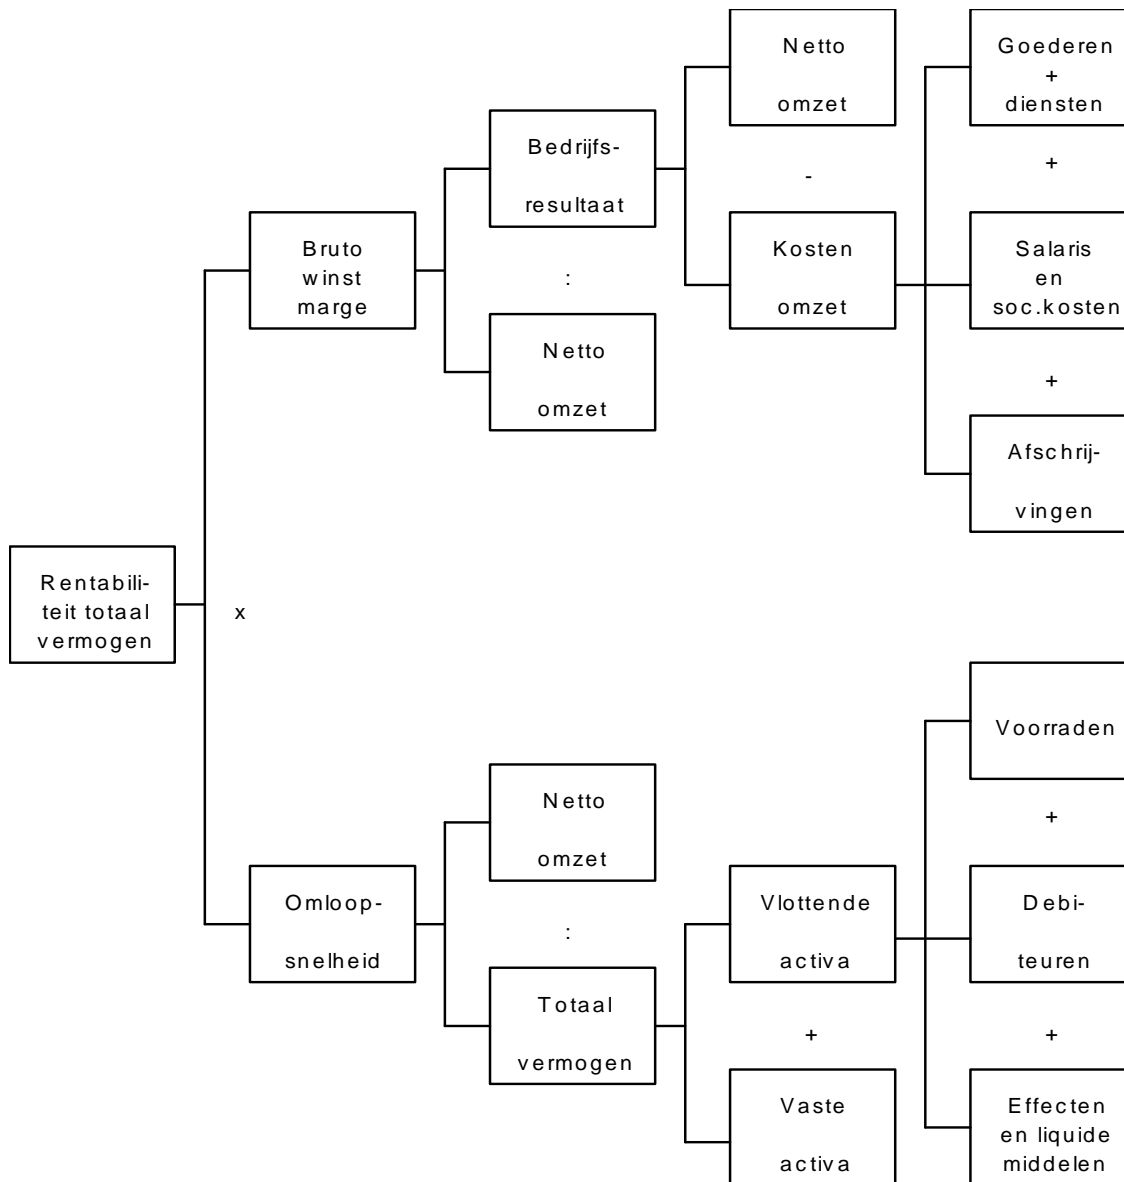 Netto
omzet
Goederen
+
diensten
Bedrijfs-
resultaat
-
+
Bruto
winst
marge
:
Kosten
omzet
Salaris
en
soc.kosten
Netto
omzet
+
Afschrij-
vingen
Rentabili-
teit totaal
vermogen
x
Voorraden
Netto
omzet
+
Omloop-
snelheid
:
Vlottende
activa
Debi-
teuren
Totaal
vermogen
+
+
Vaste
activa
Effecten
en liquide
middelen